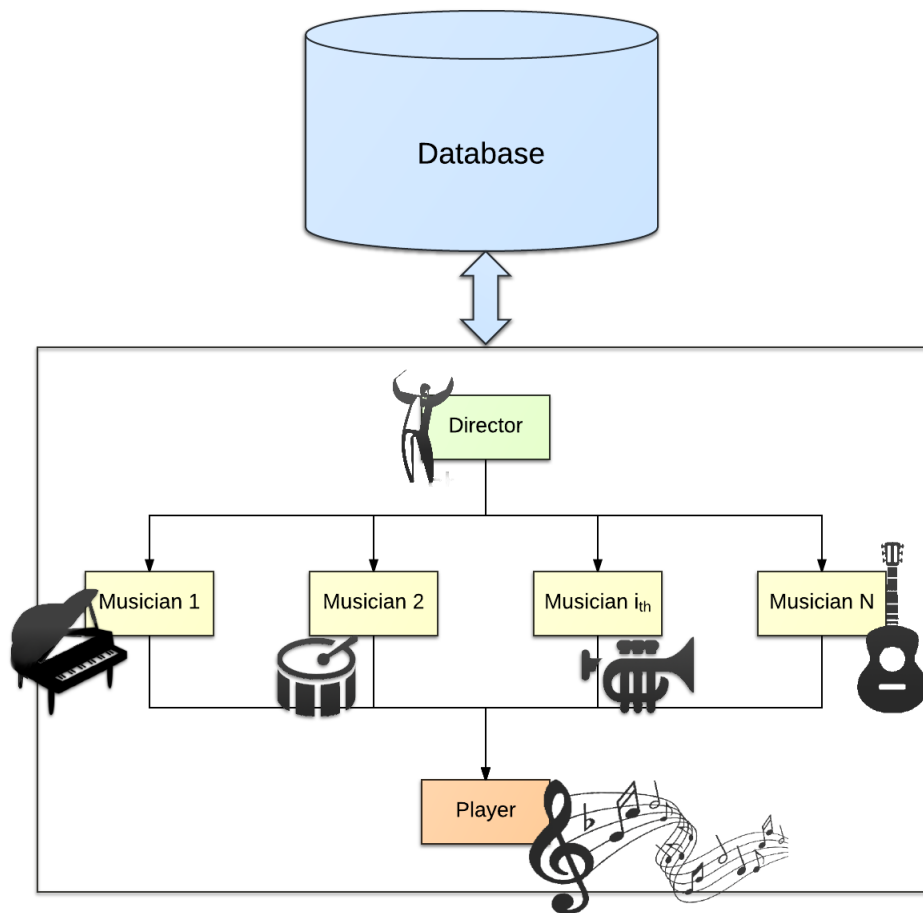 Database
Director
Musician 1
Musician 2
Musician ith
Musician N
Player